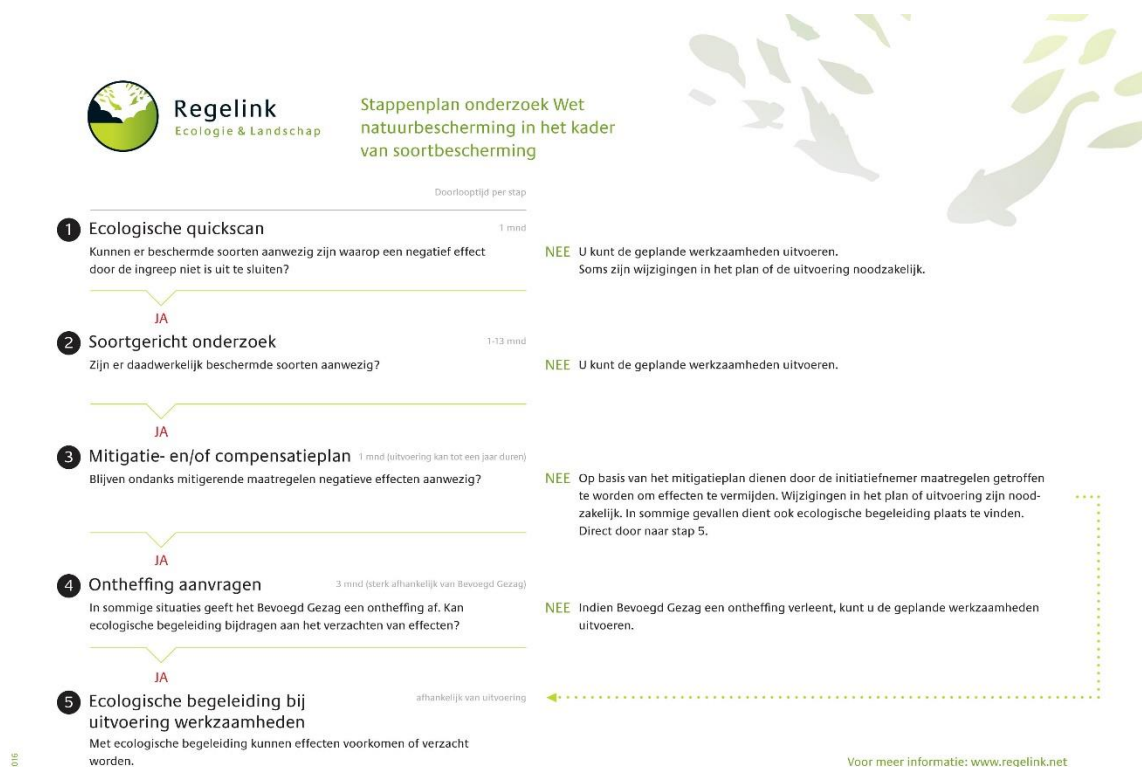 Regelink
Ecologie & Landschap
Stappenplan onderzoek Wet
natuurbescherming in het kader
van soortbescherming
Doorlooptijd per stap
1 Ecologische quickscan 1 mnd
Kunnen er beschermde soorten aanwezig zijn waarop een negatief effect
door de ingreep niet is uit te sluiten?
NEE U kunt de geplande werkzaamheden uitvoeren.
Soms zijn wijzigingen in het plan of de uitvoering noodzakelijk.
JA
2 Soortgericht onderzoek 1-13 mnd
Zijn er daadwerkelijk beschermde soorten aanwezig?
NEE U kunt de geplande werkzaamheden uitvoeren.
JA
3 Mitigatie- en/of compensatieplan 1 mnd (uitvoering kan tot een jaar duren)
Blijven ondanks mitigerende maatregelen negatieve effecten aanwezig?
NEE Op basis van het mitigatieplan dienen door de initiatiefnemer maatregelen getroffen
te worden om effecten te vermijden. Wijzigingen in het plan of uitvoering zijn nood-
zakelijk. In sommige gevallen dient ook ecologische begeleiding plaats te vinden.
Direct door naar stap 5.
JA
4 Ontheffing aanvragen 3 mnd (sterk afhankelijk van Bevoegd Gezag)
In sommige situaties geeft het Bevoegd Gezag een ontheffing af. Kan
ecologische begeleiding bijdragen aan het verzachten van effecten?
NEE Indien Bevoegd Gezag een ontheffing verleent, kunt u de geplande werkzaamheden
uitvoeren.
JA
5 Ecologische begeleiding bij afhankelijk van uitvoering
uitvoering werkzaamheden
Met ecologische begeleiding kunnen effecten voorkomen of verzacht
worden.
016
Voor meer informatie: www.regelink.net